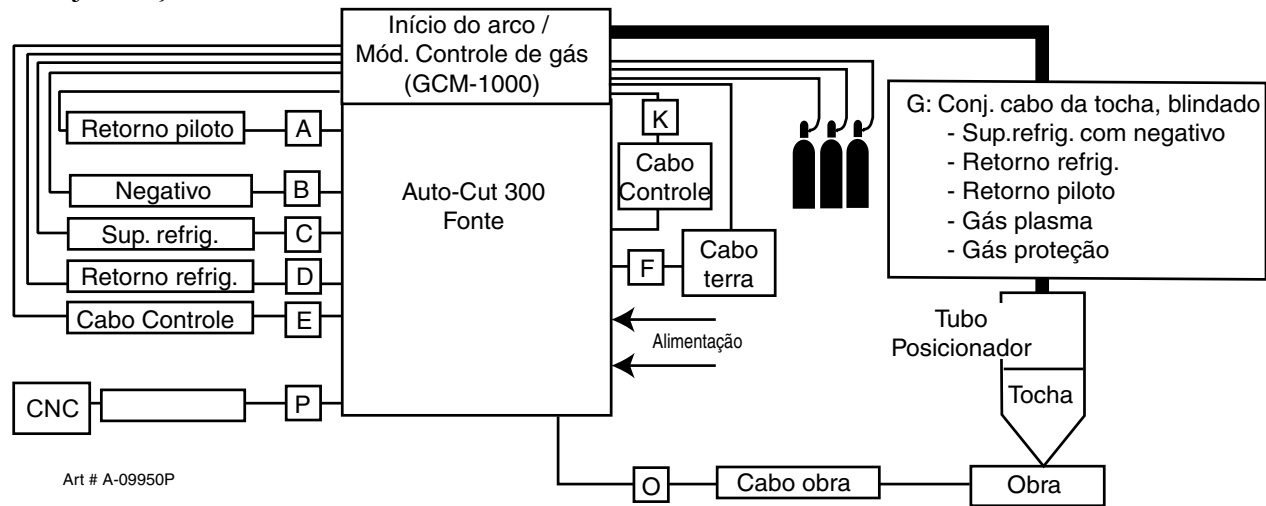 Início do arco /
Mód. Controle de gás
(GCM-1000)
Retorno piloto
A
Negativo
B
Sup. refrig.
C
Retorno refrig.
D
Cabo Controle
E
CNC
P
Auto-Cut 300
Fonte
K
Cabo
Controle
F
Cabo
terra
Alimentação
G: Conj. cabo da tocha, blindado
- Sup.refrig. com negativo
- Retorno refrig.
- Retorno piloto
- Gás plasma
- Gás proteção
Tubo
Posicionador
Tocha
O
Cabo obra
Obra
Art # A-09950P